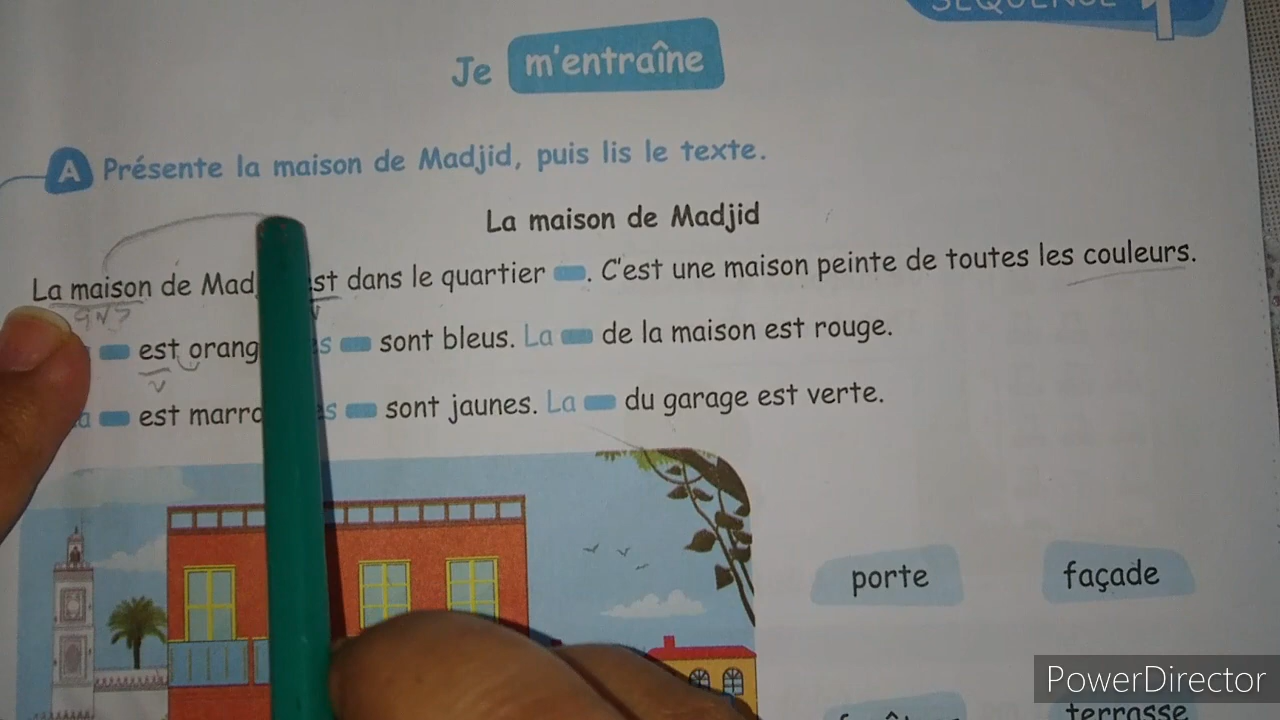 SÉQUENCE 1
Je m'entraîne
A Présente la maison de Madjid, puis lis le texte.
La maison de Madjid
La maison de Mad st dans le quartier . C'est une maison peinte de toutes les couleurs.
est orang s sont bleus. La de la maison est rouge.
a est marro s sont jaunes. La du garage est verte.
porte façade
terrasse
PowerDirector